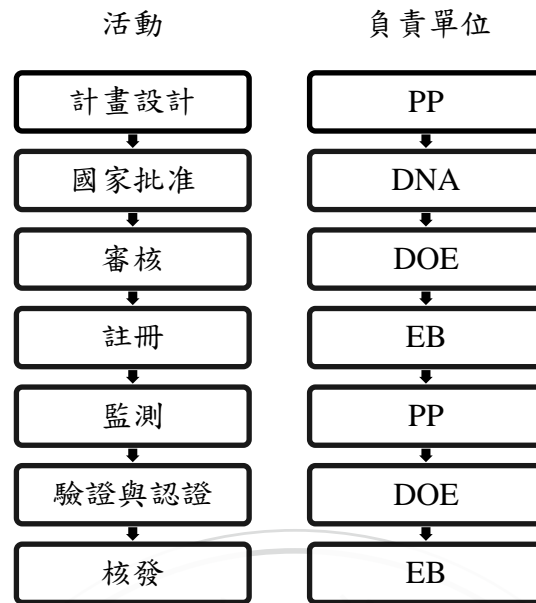 活動 負責單位
計畫設計 PP
國家批准 DNA
審核 DOE
註冊 EB
監測 PP
驗證與認證 DOE
核發 EB